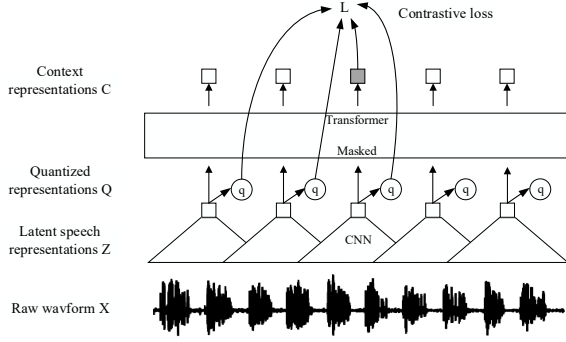 L
Contrastive loss
Context
representations C
Transformer
Masked
Quantized
representations Q
q q q q q
Latent speech
representations Z
CNN
Raw wavform X